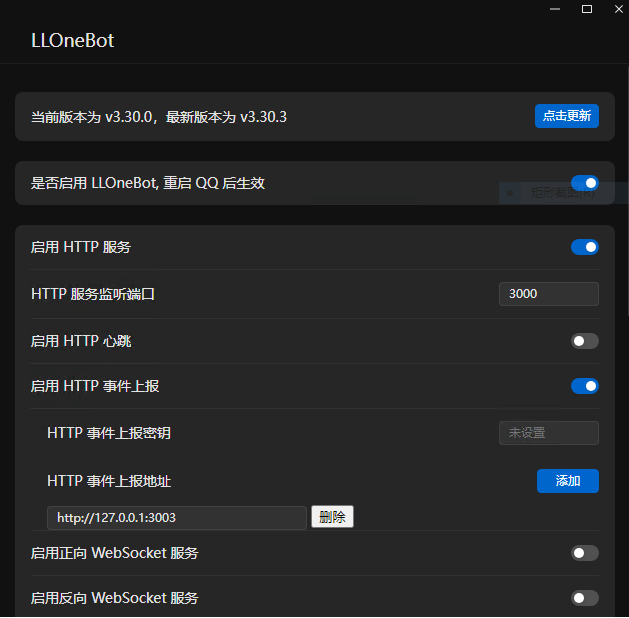 LLOneBot
当前版本为 v3.30.0，最新版本为 v3.30.3
点击更新
是否启用 LLOneBot, 重启 QQ 后生效
启用 HTTP 服务
HTTP 服务监听端口
3000
启用 HTTP 心跳
启用 HTTP 事件上报
HTTP 事件上报密钥
未设置
HTTP 事件上报地址
添加
http://127.0.0.1:3003
删除
启用正向 WebSocket 服务
启用反向 WebSocket 服务